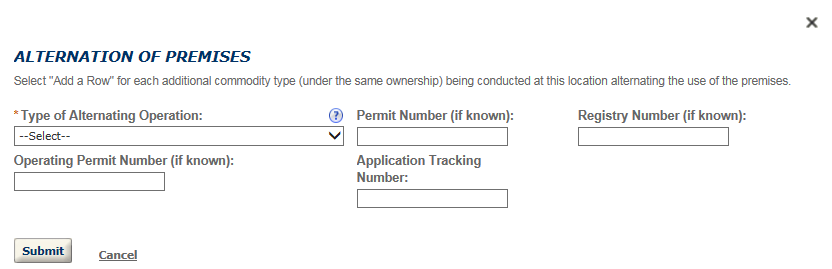 ALTERNATION OF PREMISES
Select "Add a Row" for each additional commodity type (under the same ownership) being conducted at this location alternating the use of the premises.
* Type of Alternating Operation: ? Permit Number (if known): Registry Number (if known):
--Select--
Operating Permit Number (if known): Application Tracking
Number:
Submit Cancel